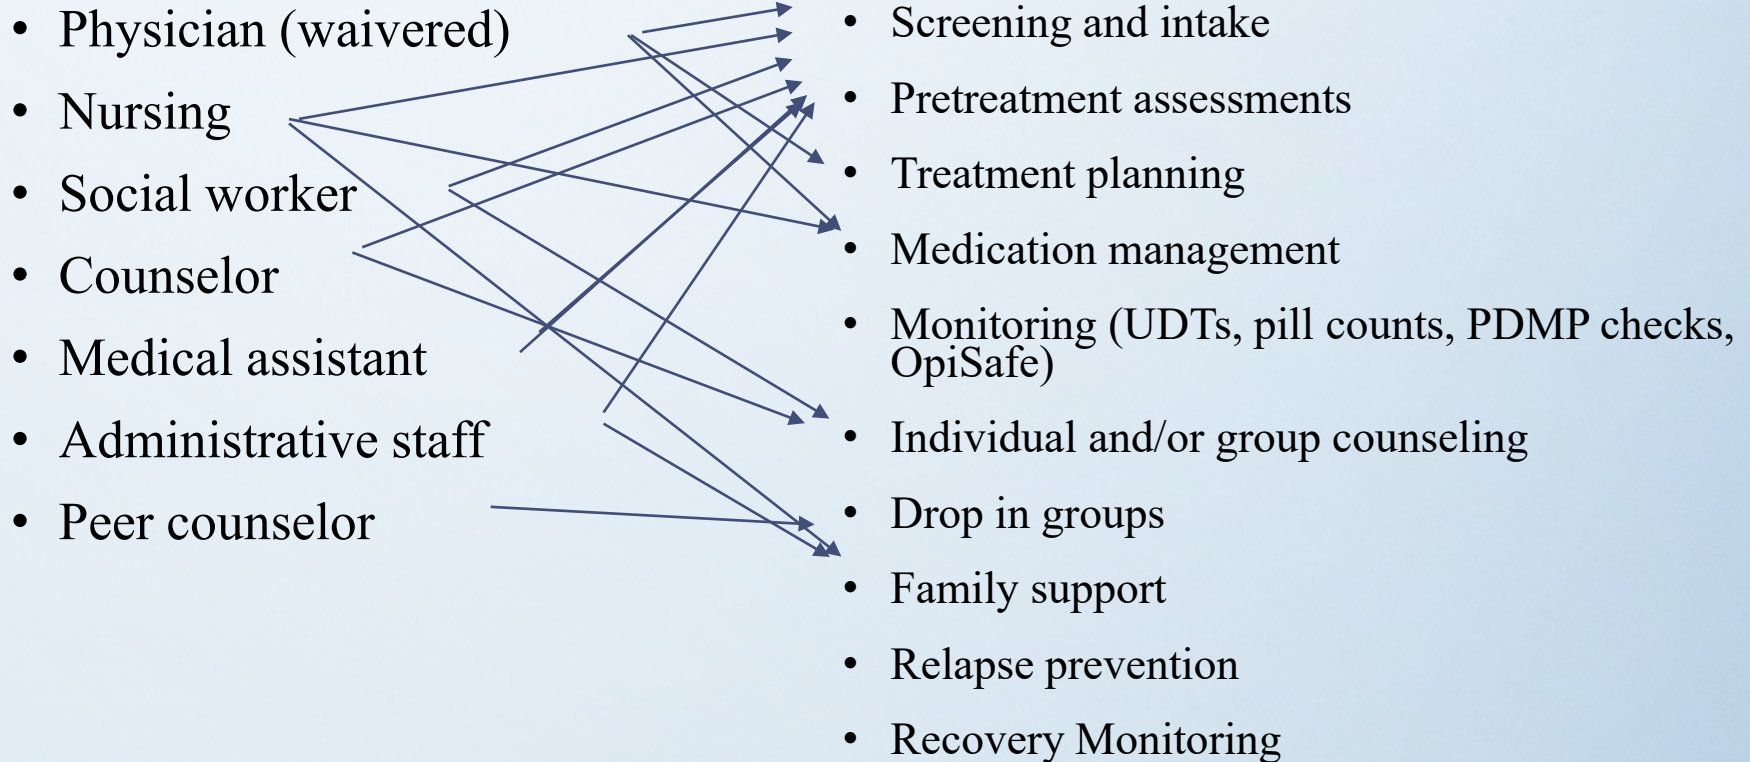 • Physician (waivered)
• Nursing
• Social worker
• Counselor
• Medical assistant
• Administrative staff
• Peer counselor
• Screening and intake
• Pretreatment assessments
• Treatment planning
• Medication management
• Monitoring (UDTs, pill counts, PDMP checks,
OpiSafe)
• Individual and/or group counseling
• Drop in groups
• Family support
• Relapse prevention
• Recovery Monitoring